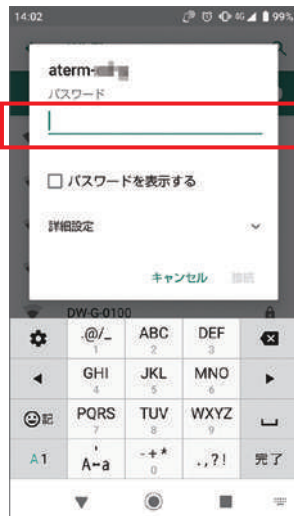 14:02 4G 99%
aterm-
パスワード
パスワードを表示する
詳細設定
キャンセル 接続
DW-G-0100
.@/_ ABC DEF
1 2 3
GHI JKL MNO
4 5 6
記 PQRS TUV WXYZ
7 8 9
A1 A↔a - + * . , ? ! 完了
0